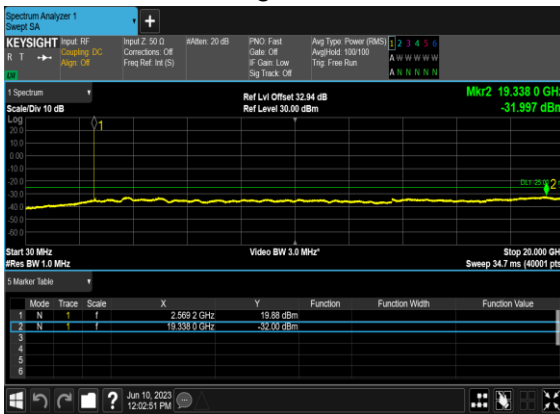 Spectrum Analyzer 1
Swept SA
+
KEYSIGHT Input: RF Input Z: 50 Ω #Atten: 20 dB PNO: Fast Avg Type: Power (RMS) 1 2 3 4 5 6
R T Coupling: DC Corrections: Off Gate: Off Avg|Hold: 100/100 A W W W W W
Align: Off Freq Ref: Int (S) IF Gain: Low Trig: Free Run
LV Sig Track: Off A N N N N N
1 Spectrum Ref Lvl Offset 32.94 dB Mkr2 19.338 0 GHz
Scale/Div 10 dB Ref Level 30.00 dBm -31.997 dBm
Log
20.0
10.0
0.00
-10.0
-20.0
-30.0
-40.0
-50.0
-60.0
1
2
Start 30 MHz Video BW 3.0 MHz* Stop 20.000 GH
#Res BW 1.0 MHz Sweep 34.7 ms (40001 pts
5 Marker Table
Mode Trace Scale X Y Function Function Width Function Value
1 N 1 f 2.569 2 GHz 19.88 dBm
2 N 1 f 19.338 0 GHz -32.00 dBm
3
4
5
6
? Jun 10, 2023
12:02:51 PM